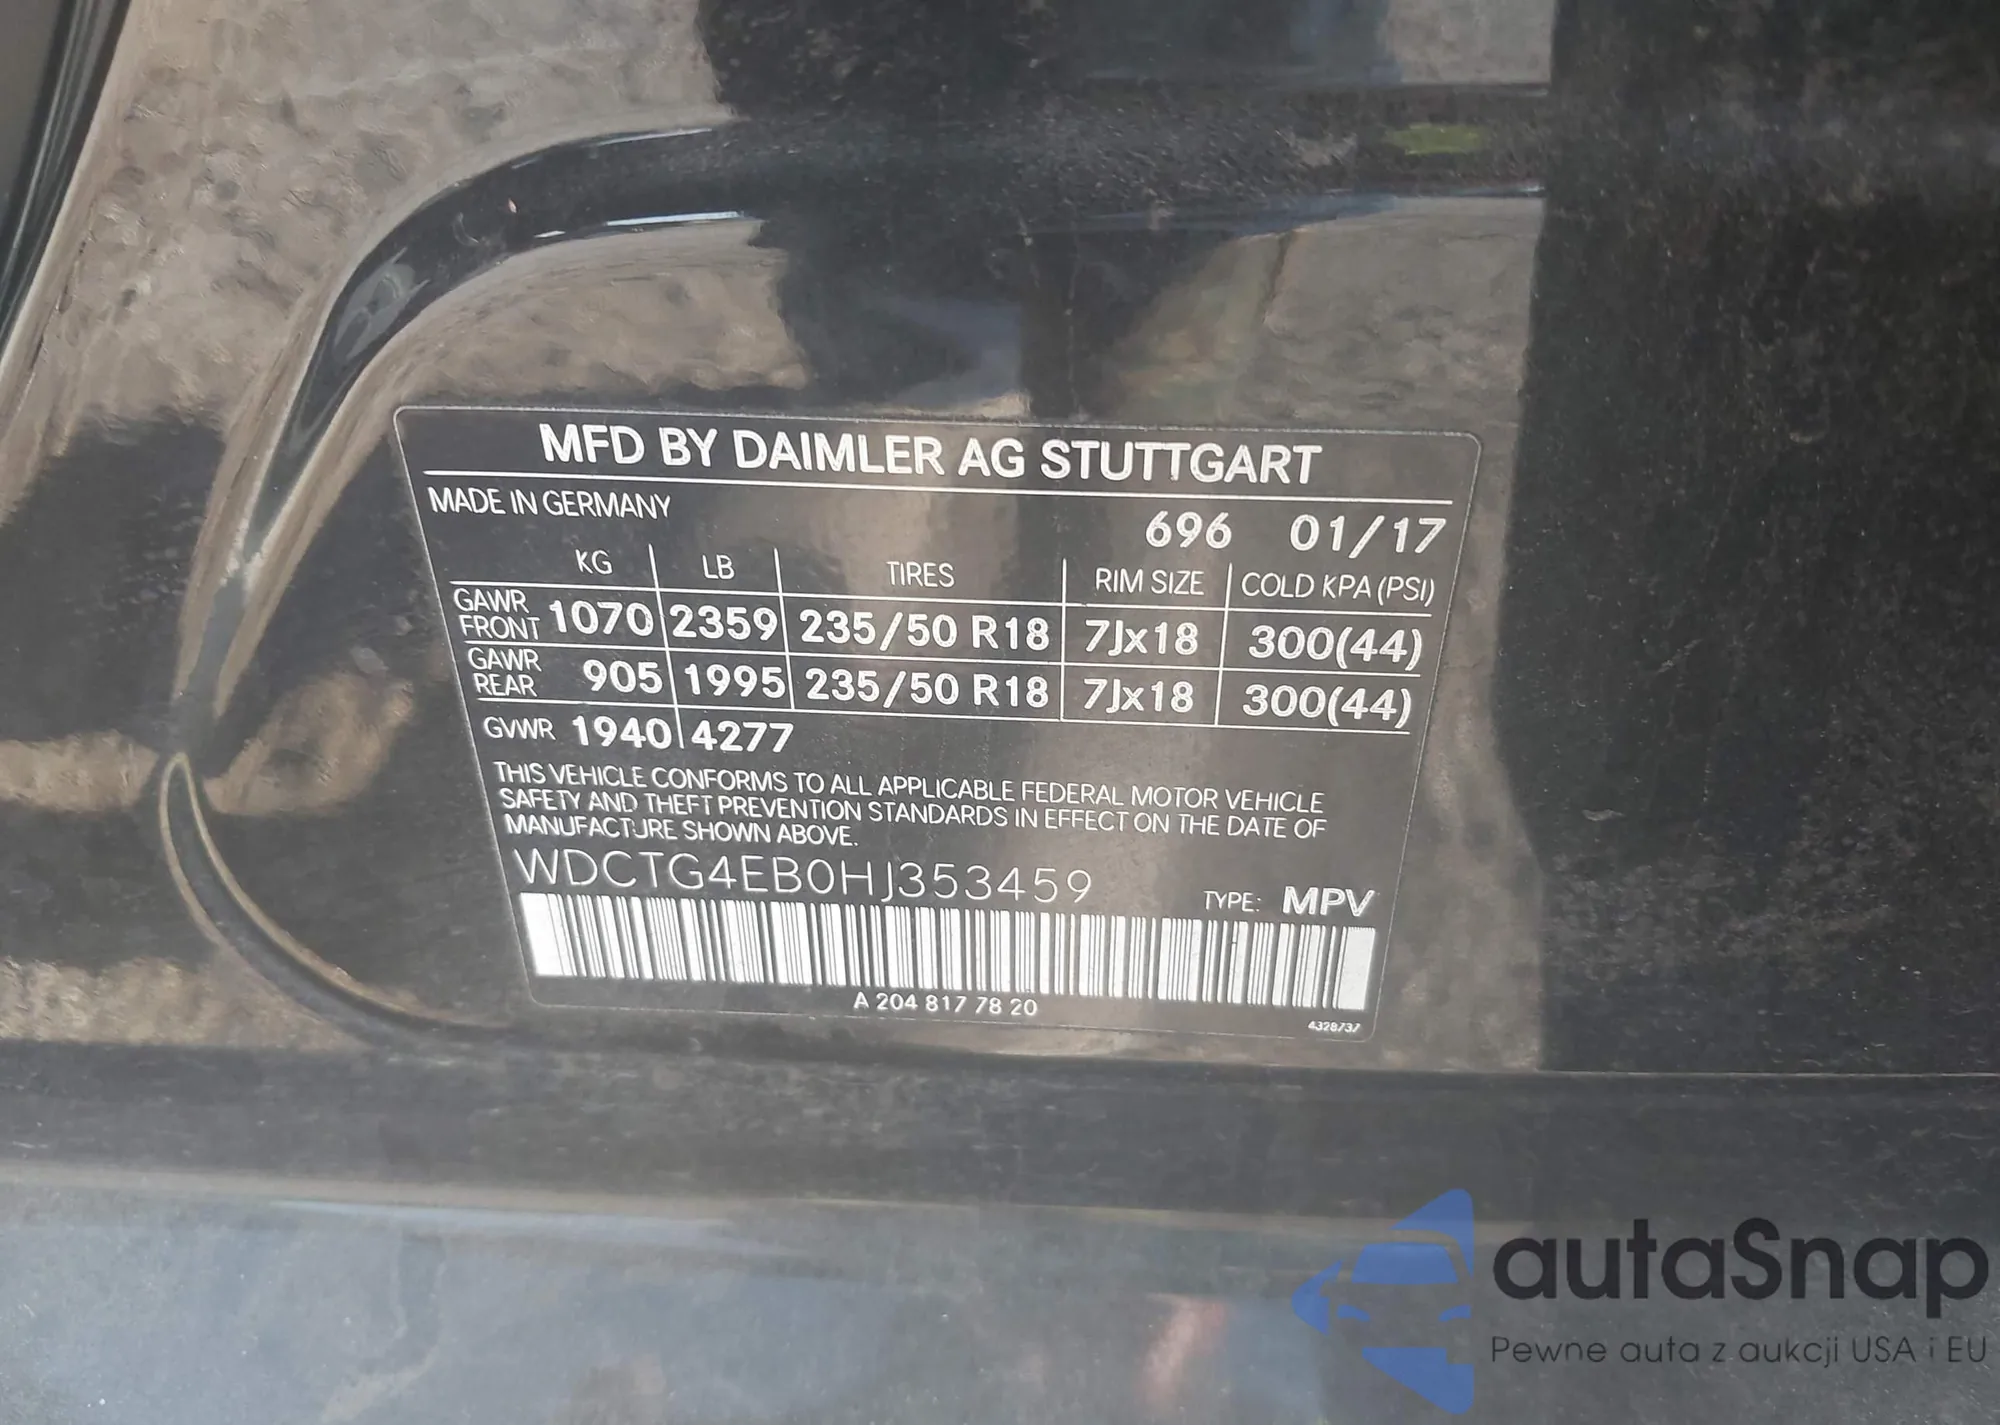 MFD BY DAIMLER AG STUTTGART
MADE IN GERMANY
696 01/17
KG LB TIRES RIM SIZE COLD KPA (PSI)
GAWR FRONT 1070 2359 235/50 R18 7Jx18 300(44)
GAWR REAR 905 1995 235/50 R18 7Jx18 300(44)
GVWR 1940 4277
THIS VEHICLE CONFORMS TO ALL APPLICABLE FEDERAL MOTOR VEHICLE
SAFETY AND THEFT PREVENTION STANDARDS IN EFFECT ON THE DATE OF
MANUFACTURE SHOWN ABOVE.
WDCTG4EB0HJ353459
TYPE: MPV
A 204 817 78 20
4328737
autaSnap
Pewne auta z aukcji USA i EU